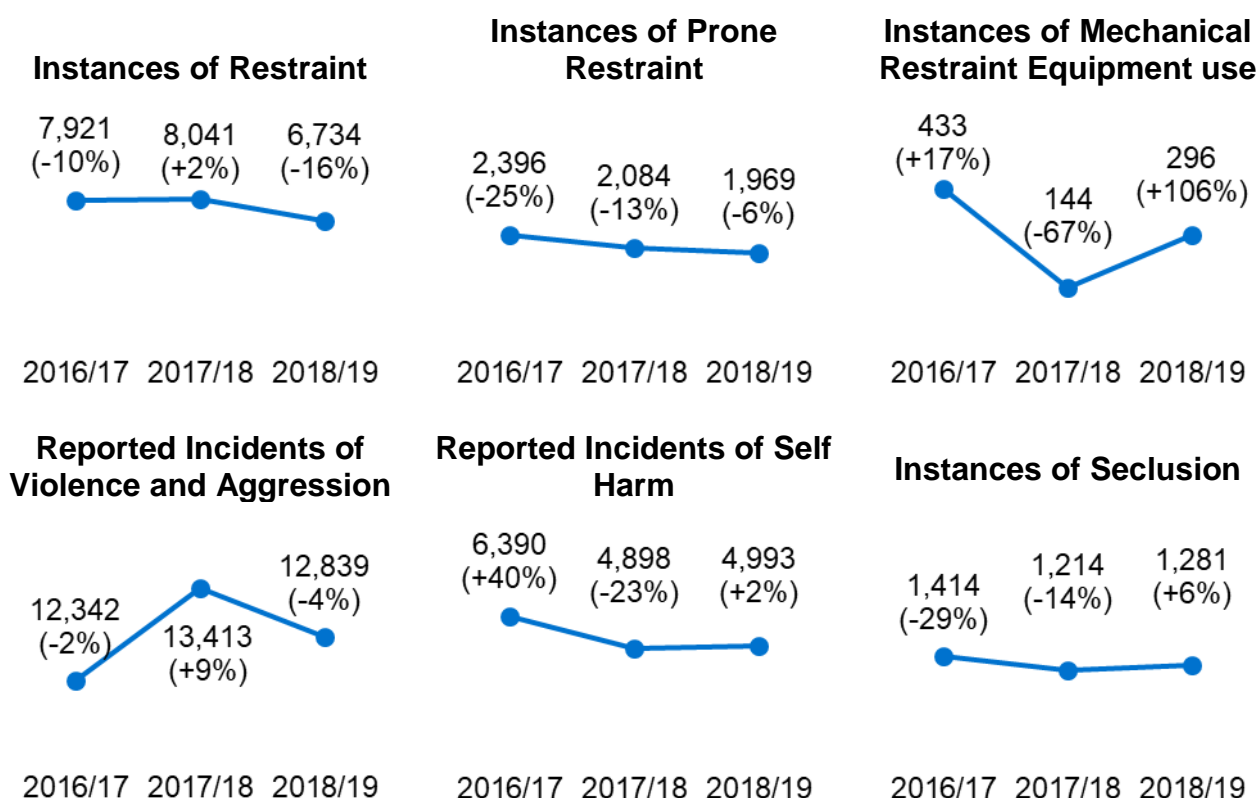 Instances of Restraint
7,921
(-10%)
8,041
(+2%)
6,734
(-16%)
2016/17 2017/18 2018/19
Instances of Prone
Restraint
2,396
(-25%)
2,084
(-13%)
1,969
(-6%)
2016/17 2017/18 2018/19
Instances of Mechanical
Restraint Equipment use
433
(+17%)
144
(-67%)
296
(+106%)
2016/17 2017/18 2018/19
Reported Incidents of
Violence and Aggression
12,342
(-2%)
13,413
(+9%)
12,839
(-4%)
2016/17 2017/18 2018/19
Reported Incidents of Self
Harm
6,390
(+40%)
4,898
(-23%)
4,993
(+2%)
2016/17 2017/18 2018/19
Instances of Seclusion
1,414
(-29%)
1,214
(-14%)
1,281
(+6%)
2016/17 2017/18 2018/19